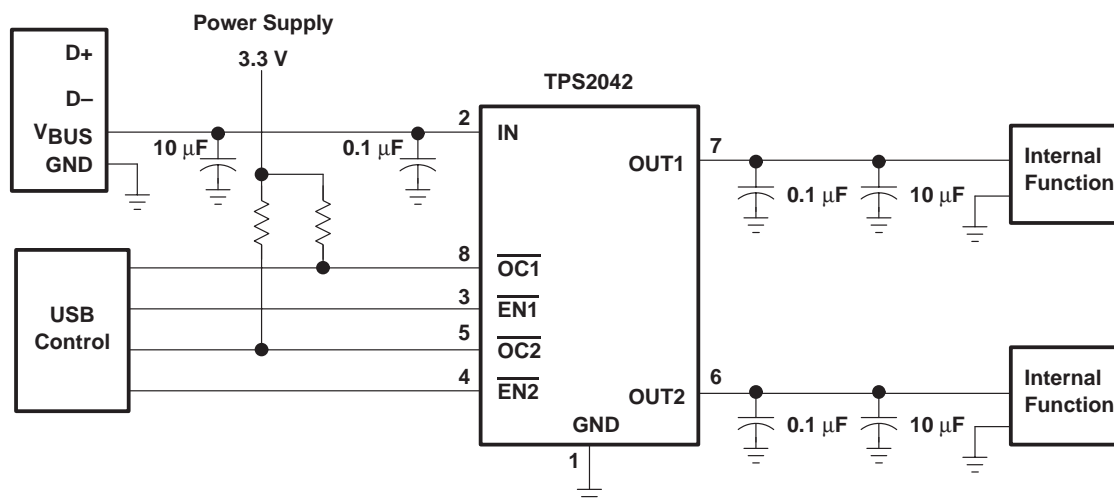 Power Supply
3.3 V
D+
D–
VBUS
GND
10 μF
0.1 μF
TPS2042
2
IN
7
OUT1
0.1 μF
10 μF
Internal
Function
USB
Control
8
OC1
3
EN1
5
OC2
4
EN2
6
OUT2
GND
1
0.1 μF
10 μF
Internal
Function